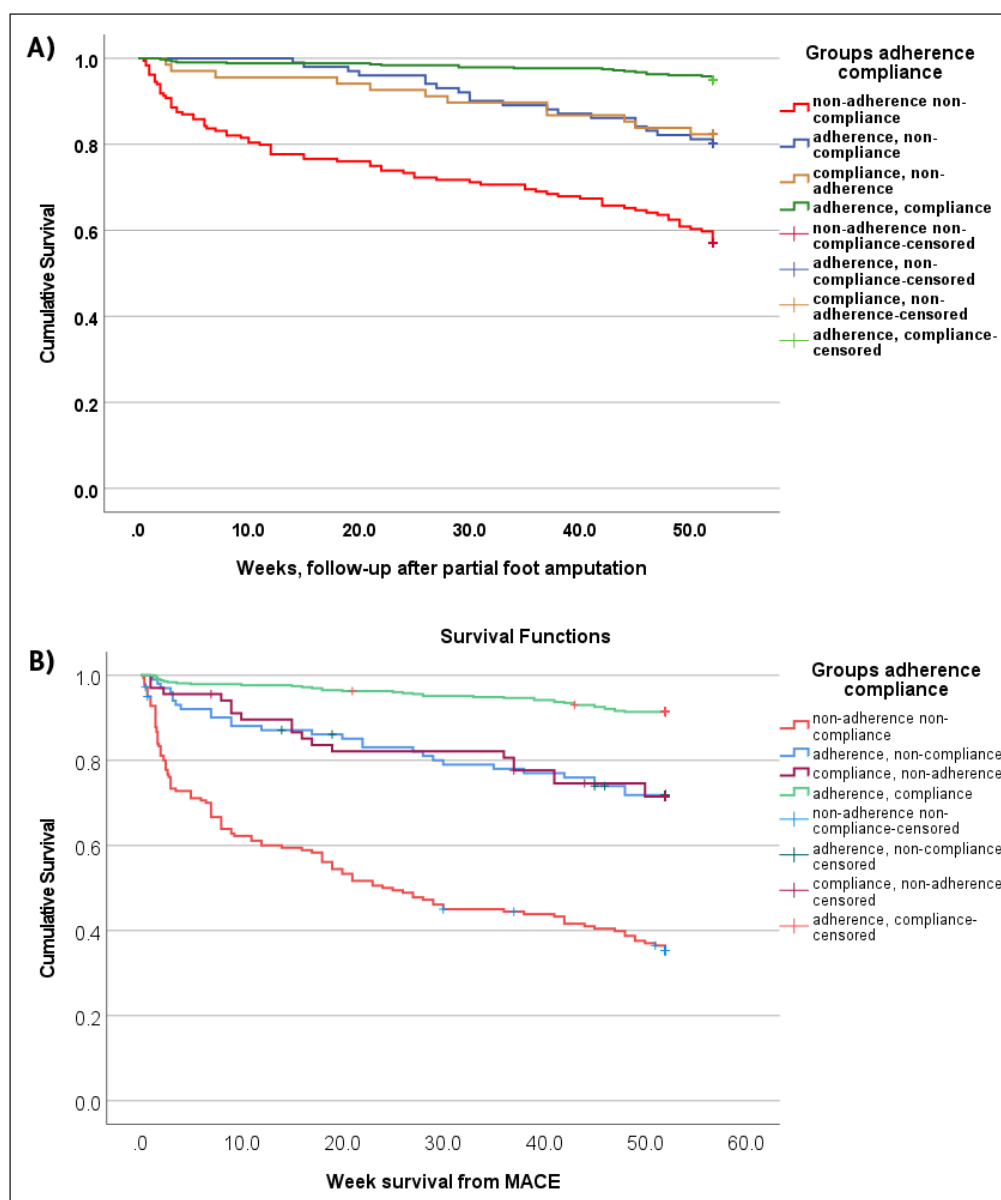 A)
Groups adherence
compliance
non-adherence non-
compliance
adherence, non-
compliance
compliance, non-
adherence
adherence, compliance
non-adherence non-
compliance-censored
adherence, non-
compliance-censored
compliance, non-
adherence-censored
adherence, compliance-
censored
Cumulative Survival
1.0
0.8
0.6
0.4
0.2
0.0
.0 10.0 20.0 30.0 40.0 50.0
Weeks, follow-up after partial foot amputation
Survival Functions
B)
Groups adherence
compliance
non-adherence non-
compliance
adherence, non-compliance
compliance, non-adherence
adherence, compliance
non-adherence non-
compliance-censored
adherence, non-compliance
censored
compliance, non-adherence
censored
adherence, compliance-
censored
Cumulative Survival
1.0
0.8
0.6
0.4
0.2
0.0
.0 10.0 20.0 30.0 40.0 50.0 60.0
Week survival from MACE